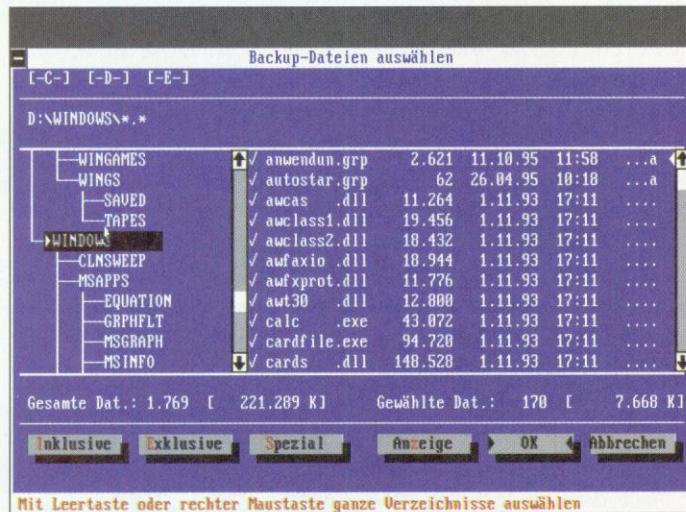 Backup-Dateien auswählen
[-C-] [-D-] [-E-]
D:\WINDOWS\*.*
WINGAMES √ anwendun.grp 2.621 11.10.95 11:58 ...a
WINGS √ autostar.grp 62 26.04.95 10:18 ...a
SAVED √ awcas .dll 11.264 1.11.93 17:11 ....
TAPES √ awclass1.dll 19.456 1.11.93 17:11 ....
WINDOWS √ awclass2.dll 18.432 1.11.93 17:11 ....
CLNSWEEP √ awfaxio .dll 18.944 1.11.93 17:11 ....
MSAPPS √ awfxprot.dll 11.776 1.11.93 17:11 ....
EQUATION √ awt30 .dll 12.800 1.11.93 17:11 ....
GRPHFLT √ calc .exe 43.072 1.11.93 17:11 ....
MSGRAPH √ cardfile.exe 94.720 1.11.93 17:11 ....
MSINFO √ cards .dll 148.528 1.11.93 17:11 ....
Gesamte Dat.: 1.769 [ 221.289 K] Gewählte Dat.: 170 [ 7.668 K]
Inklusive Exklusive Spezial Anzeige OK Abbrechen
Mit Leertaste oder rechter Maustaste ganze Verzeichnisse auswählen